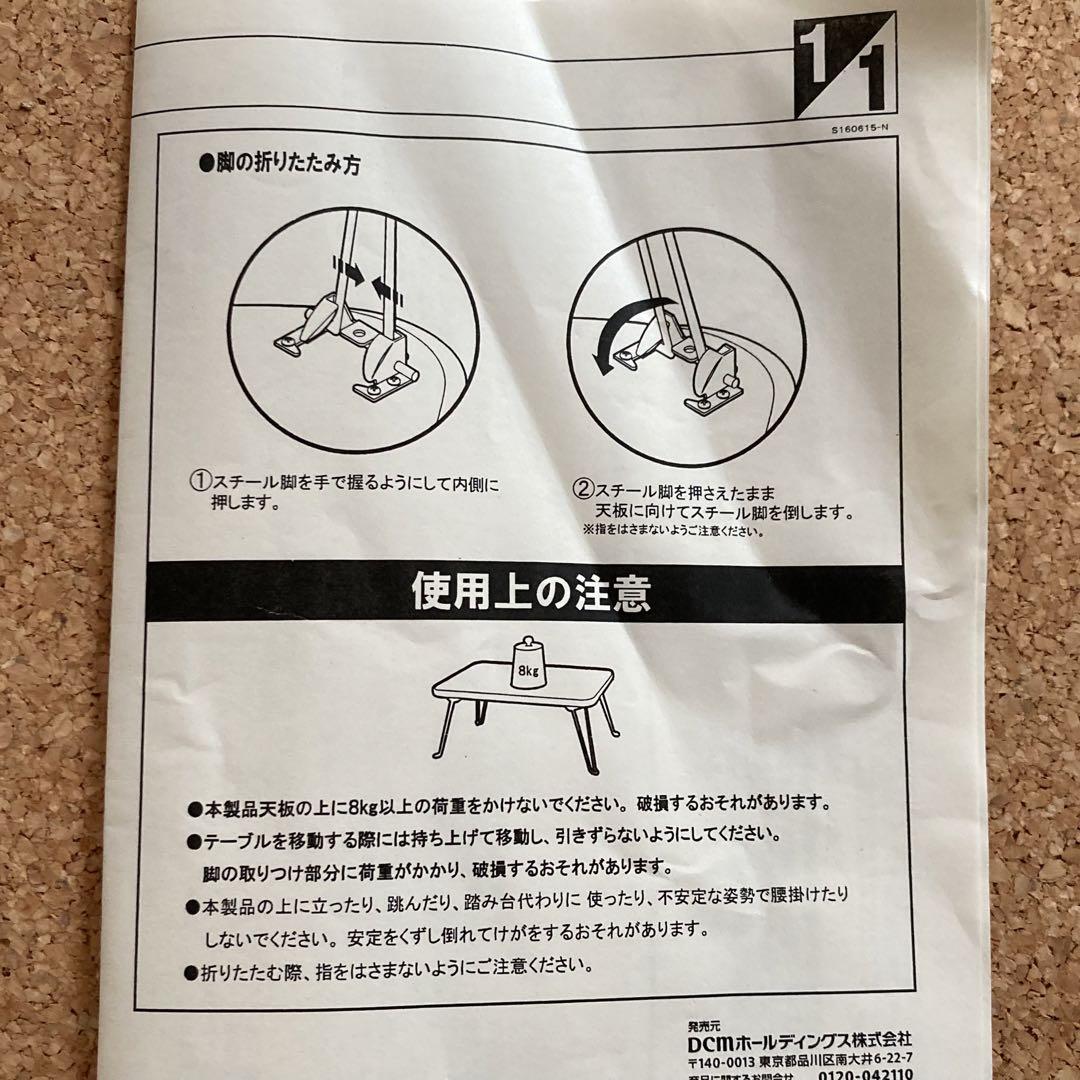 1/1
S160615-N
●脚の折りたたみ方
①スチール脚を手で握るようにして内側に
押します。
②スチール脚を押さえたまま
天板に向けてスチール脚を倒します。
※指をはさまないようご注意ください。
使用上の注意
8kg
●本製品天板の上に8kg以上の荷重をかけないでください。破損するおそれがあります。
●テーブルを移動する際には持ち上げて移動し、引きずらないようにしてください。
脚の取りつけ部分に荷重がかかり、破損するおそれがあります。
●本製品の上に立ったり、跳んだり、踏み台代わりに 使ったり、不安定な姿勢で腰掛けたり
しないでください。安定をくずし倒れてけがをするおそれがあります。
●折りたたむ際、指をはさまないようにご注意ください。
発売元
DCMホールディングス株式会社
〒140-0013 東京都品川区南大井6-22-7
商品に関するお問合せ 0120-042110